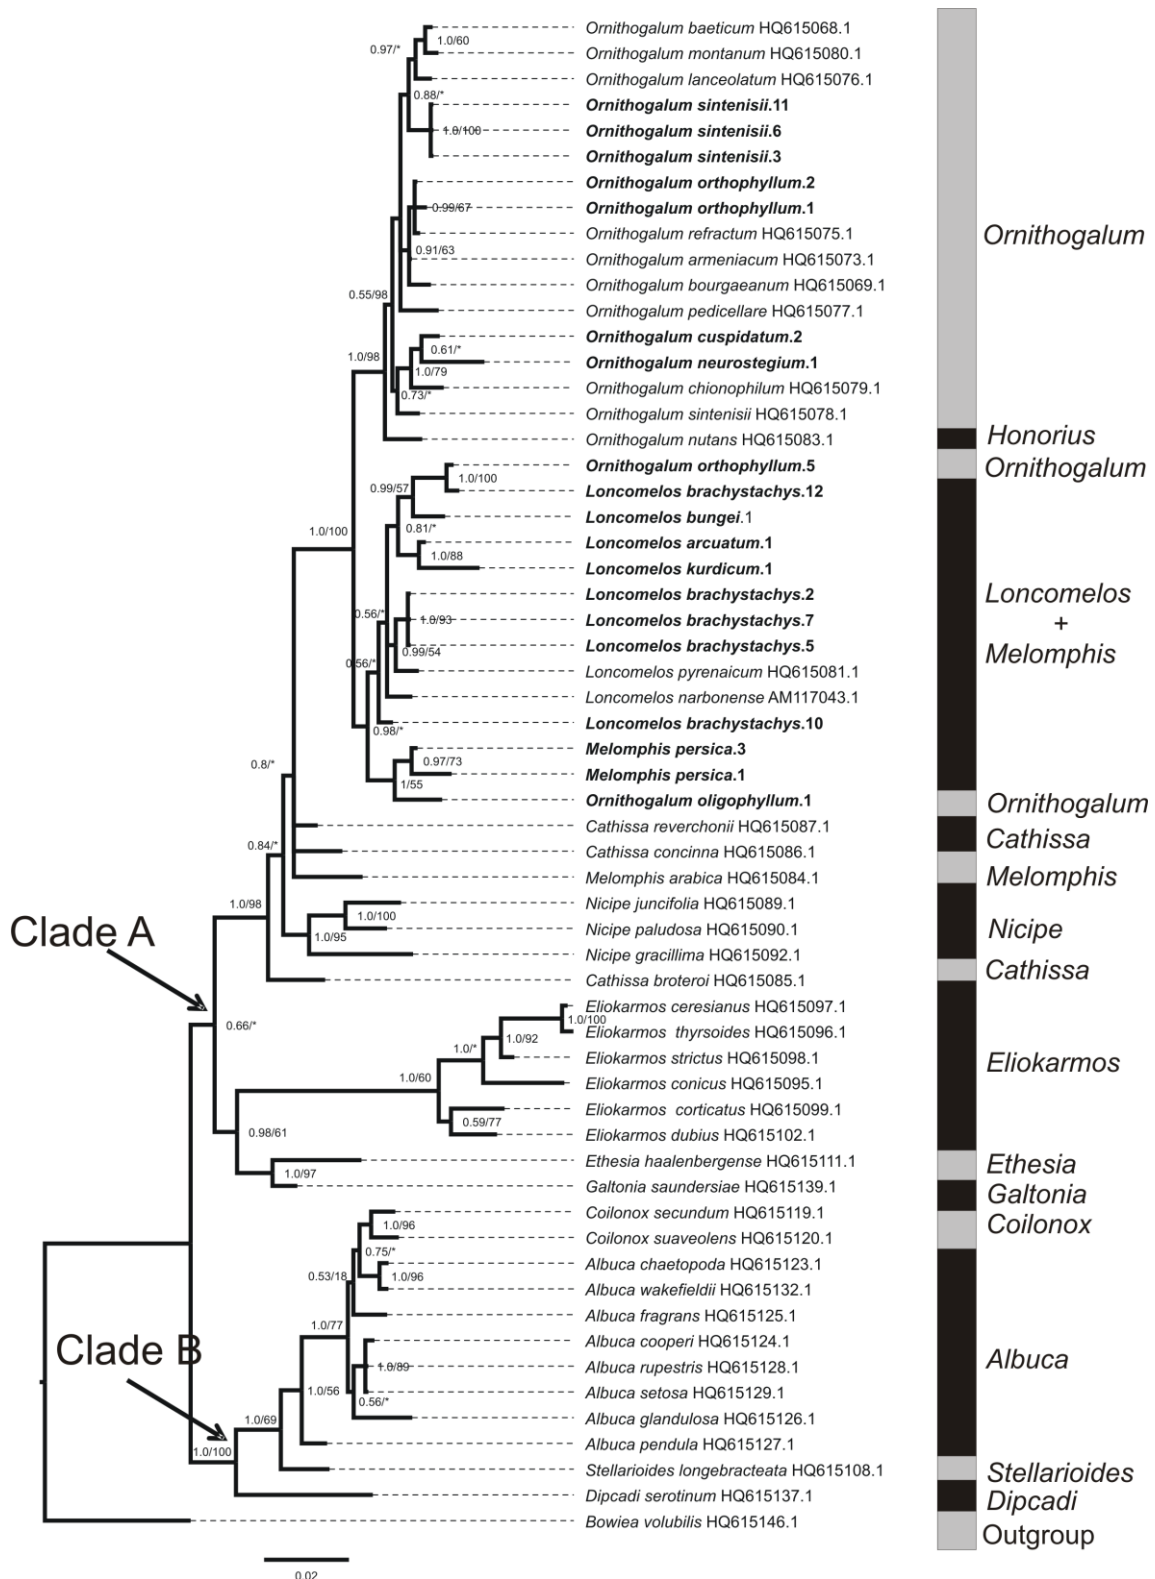 Ornithogalum baeticum HQ615068.1
1.0/60
0.97/*
Ornithogalum montanum HQ615080.1
Ornithogalum lanceolatum HQ615076.1
0.88/*
Ornithogalum sintenisii.11
1.0/100
Ornithogalum sintenisii.6
Ornithogalum sintenisii.3
Ornithogalum orthophyllum.2
0.99/67
Ornithogalum orthophyllum.1
Ornithogalum refractum HQ615075.1
Ornithogalum
0.91/63
Ornithogalum armeniacum HQ615073.1
Ornithogalum bourgaeanum HQ615069.1
0.55/98
Ornithogalum pedicellare HQ615077.1
Ornithogalum cuspidatum.2
0.61/*
1.0/98
Ornithogalum neurostegium.1
1.0/79
Ornithogalum chionophilum HQ615079.1
0.73/*
Ornithogalum sintenisii HQ615078.1
Ornithogalum nutans HQ615083.1
Honorius
Ornithogalum orthophyllum.5
Ornithogalum
1.0/100
0.99/57
Loncomelos brachystachys.12
Loncomelos bungei.1
0.81/*
1.0/100
Loncomelos arcuatum.1
1.0/88
Loncomelos kurdicum.1
Loncomelos brachystachys.2
Loncomelos
+
Melomphis
0.56/*
1.0/93
Loncomelos brachystachys.7
Loncomelos brachystachys.5
0.99/54
0.56/*
Loncomelos pyrenaicum HQ615081.1
Loncomelos narbonense AM117043.1
Loncomelos brachystachys.10
0.98/*
Melomphis persica.3
0.97/73
0.8/*
Melomphis persica.1
1/55
Ornithogalum oligophyllum.1
Ornithogalum
Cathissa reverchonii HQ615087.1
Cathissa
0.84/*
Cathissa concinna HQ615086.1
Melomphis arabica HQ615084.1
Melomphis
1.0/98
Nicipe juncifolia HQ615089.1
1.0/100
Clade A
Nicipe paludosa HQ615090.1
Nicipe
1.0/95
Nicipe gracillima HQ615092.1
Cathissa broteroi HQ615085.1
Cathissa
Eliokarmos ceresianus HQ615097.1
1.0/100
0.66/*
Eliokarmos thyrsoides HQ615096.1
1.0/92
1.0/*
Eliokarmos strictus HQ615098.1
Eliokarmos
1.0/60
Eliokarmos conicus HQ615095.1
Eliokarmos corticatus HQ615099.1
0.59/77
0.98/61
Eliokarmos dubius HQ615102.1
Ethesia haalenbergense HQ615111.1
Ethesia
1.0/97
Galtonia saundersiae HQ615139.1
Galtonia
Coilonox secundum HQ615119.1
Coilonox
1.0/96
Coilonox suaveolens HQ615120.1
0.75/*
Albuca chaetopoda HQ615123.1
0.53/18
1.0/96
Albuca wakefieldii HQ615132.1
Albuca fragrans HQ615125.1
1.0/77
Albuca cooperi HQ615124.1
Clade B
1.0/89
Albuca rupestris HQ615128.1
Albuca
1.0/56
Albuca setosa HQ615129.1
0.56/*
Albuca glandulosa HQ615126.1
1.0/69
Albuca pendula HQ615127.1
1.0/100
Stellarioides longebracteata HQ615108.1
Stellarioides
Dipcadi serotinum HQ615137.1
Dipcadi
Bowiea volubilis HQ615146.1
Outgroup
0.02